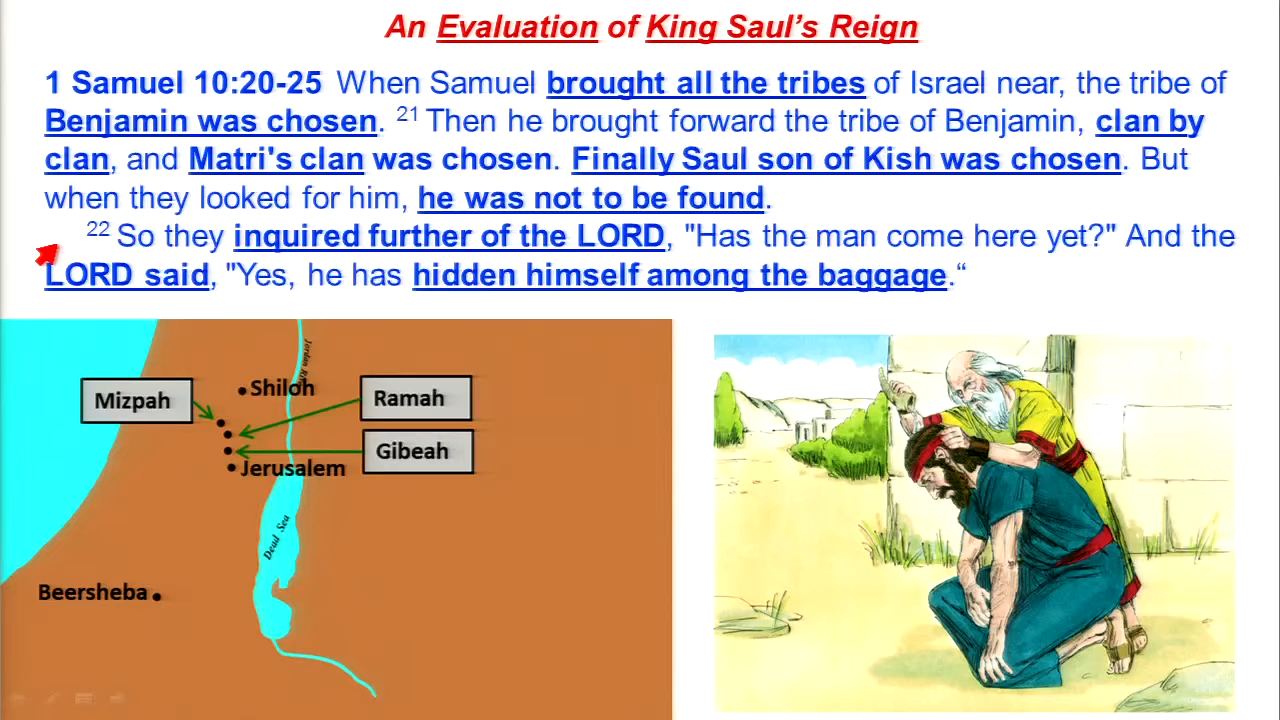 An Evaluation of King Saul’s Reign
1 Samuel 10:20-25 When Samuel brought all the tribes of Israel near, the tribe of
Benjamin was chosen. 21 Then he brought forward the tribe of Benjamin, clan by
clan, and Matri's clan was chosen. Finally Saul son of Kish was chosen. But
when they looked for him, he was not to be found.
22 So they inquired further of the LORD, "Has the man come here yet?" And the
LORD said, "Yes, he has hidden himself among the baggage.“
Mizpah
Shiloh
Ramah
Gibeah
Jerusalem
Jordan
Dead Sea
Beersheba